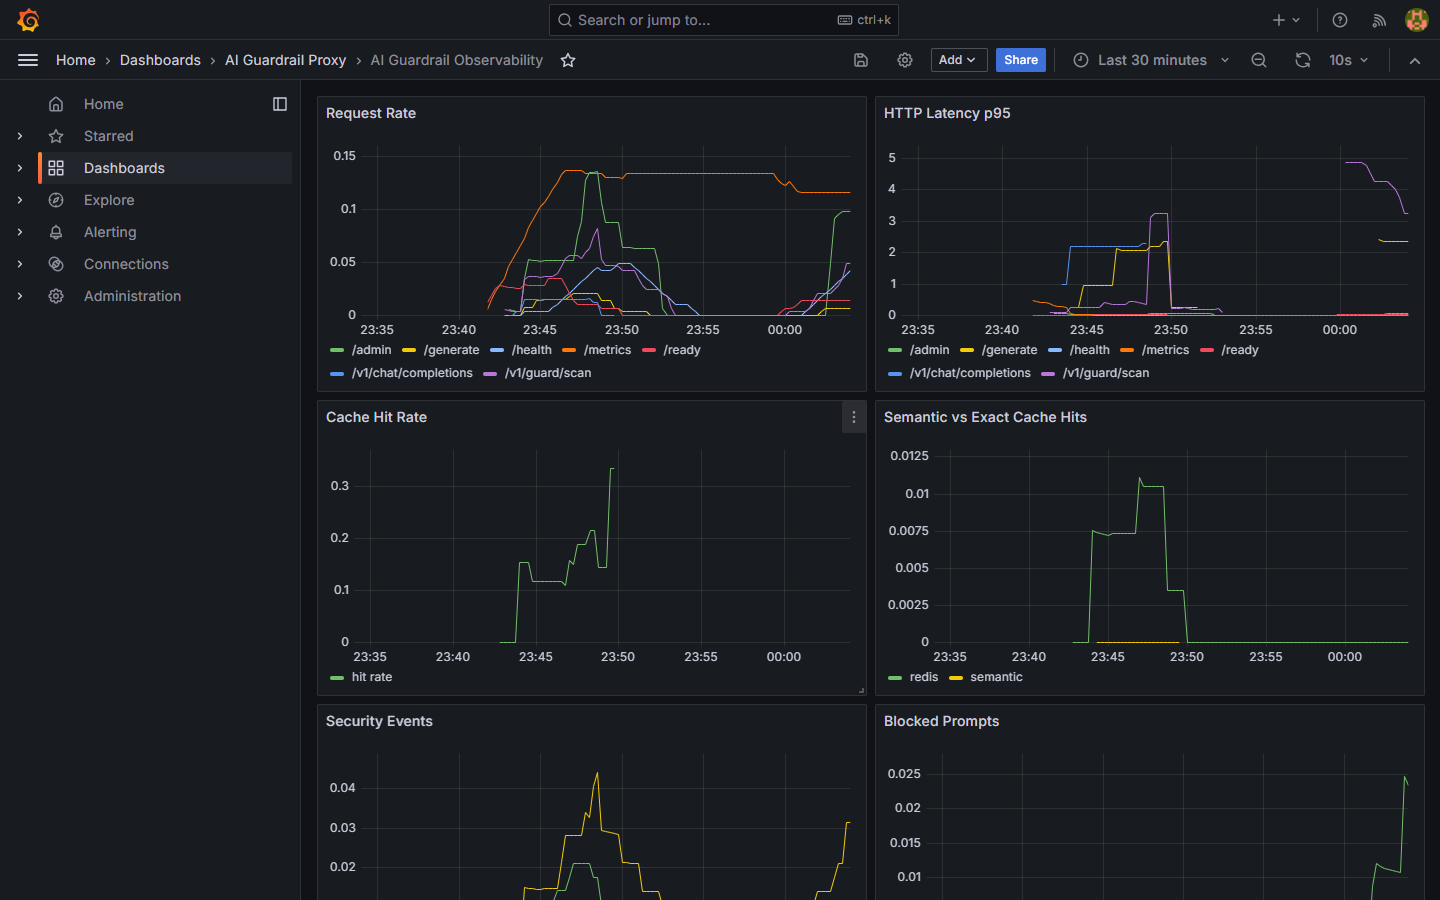 Search or jump to... ctrl+k
Home › Dashboards › AI Guardrail Proxy › AI Guardrail Observability Add Share Last 30 minutes 10s
Home
Starred
Dashboards
Explore
Alerting
Connections
Administration
Request Rate
0.15
0.1
0.05
0
23:35 23:40 23:45 23:50 23:55 00:00
/admin /generate /health /metrics /ready
/v1/chat/completions /v1/guard/scan
HTTP Latency p95
5
4
3
2
1
0
23:35 23:40 23:45 23:50 23:55 00:00
/admin /generate /health /metrics /ready
/v1/chat/completions /v1/guard/scan
Cache Hit Rate
0.3
0.2
0.1
0
23:35 23:40 23:45 23:50 23:55 00:00
hit rate
Semantic vs Exact Cache Hits
0.0125
0.01
0.0075
0.005
0.0025
0
23:35 23:40 23:45 23:50 23:55 00:00
redis semantic
Security Events
0.04
0.03
0.02
Blocked Prompts
0.025
0.02
0.015
0.01